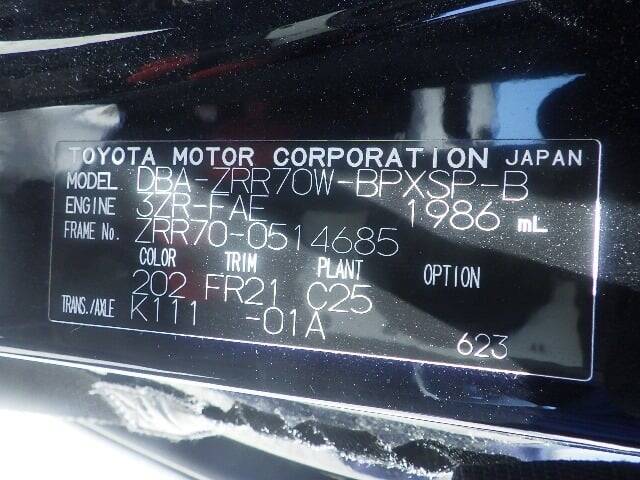 TOYOTA MOTOR CORPORATION JAPAN
MODEL DBA-ZRR70W-BPXSP-B
ENGINE 3ZR-FAE 1986 mL
FRAME No. ZRR70-0514685
COLOR TRIM PLANT OPTION
202 FR21 C25
TRANS./AXLE K111 -01A
623